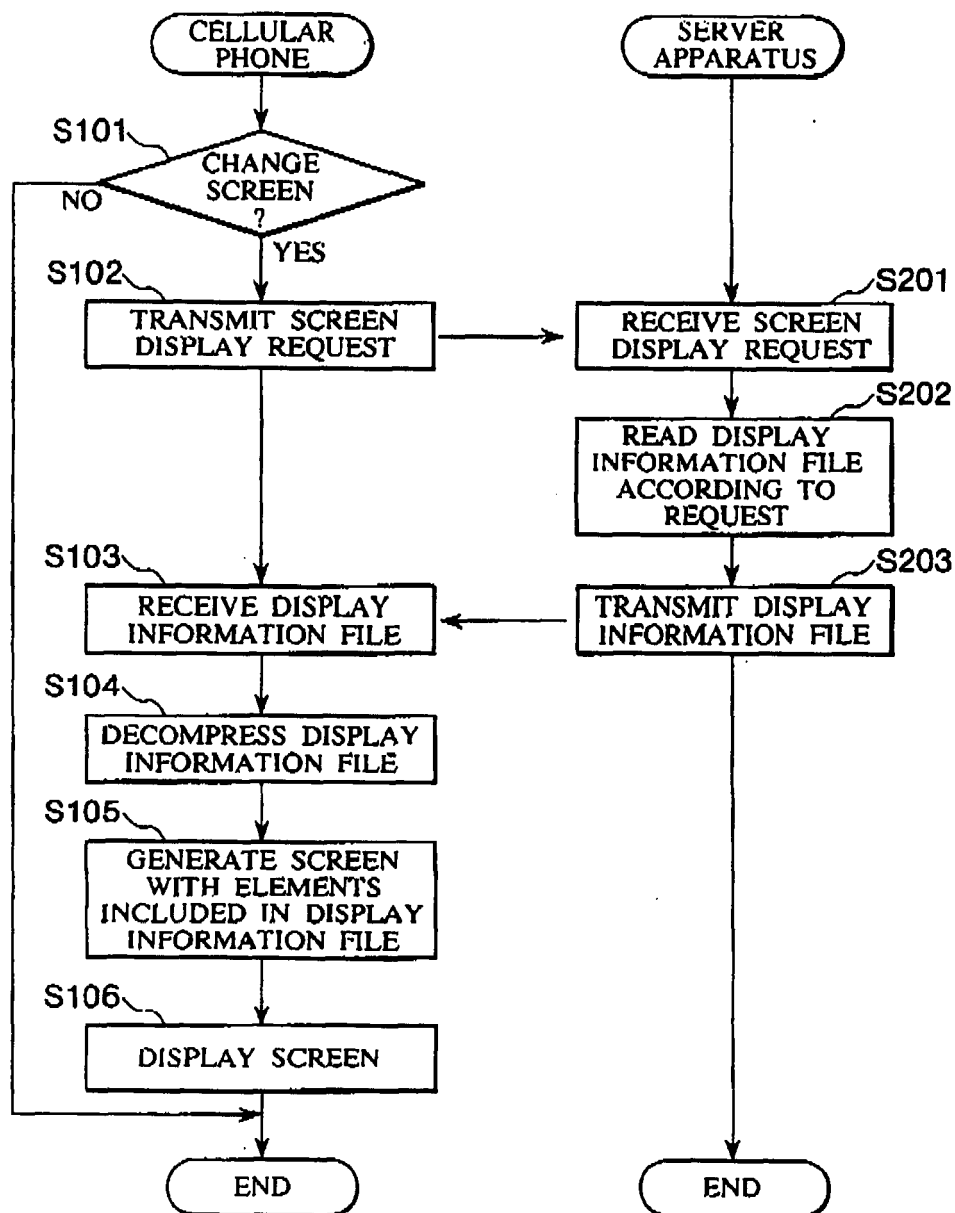 CELLULAR
PHONE
SERVER
APPARATUS
S101
CHANGE
SCREEN
?
NO
YES
S102
TRANSMIT SCREEN
DISPLAY REQUEST
S201
RECEIVE SCREEN
DISPLAY REQUEST
S202
READ DISPLAY
INFORMATION FILE
ACCORDING TO
REQUEST
S103
RECEIVE DISPLAY
INFORMATION FILE
S203
TRANSMIT DISPLAY
INFORMATION FILE
S104
DECOMPRESS DISPLAY
INFORMATION FILE
S105
GENERATE SCREEN
WITH ELEMENTS
INCLUDED IN DISPLAY
INFORMATION FILE
S106
DISPLAY SCREEN
END
END